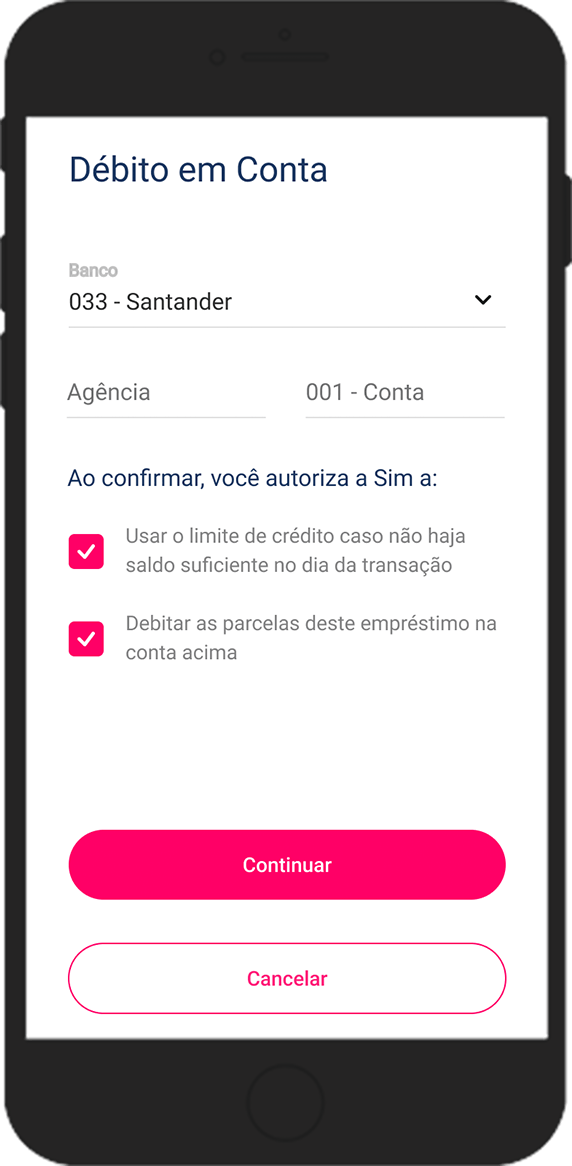 Débito em Conta
Banco
033 - Santander
Agência
001 - Conta
Ao confirmar, você autoriza a Sim a:
Usar o limite de crédito caso não haja
saldo suficiente no dia da transação
Debitar as parcelas deste empréstimo na
conta acima
Continuar
Cancelar